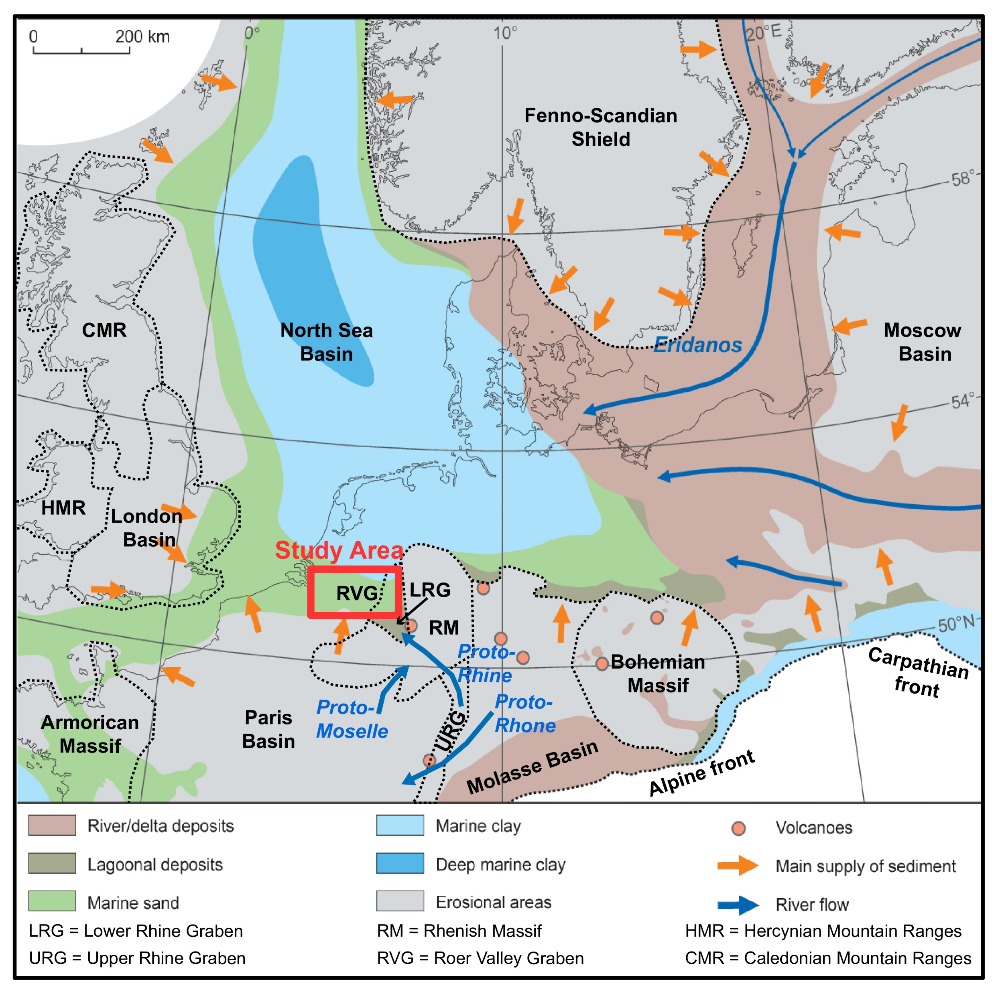 0 200 km
0°
10°
20°E
Fenno-Scandian
Shield
58°
CMR
North Sea
Basin
Eridanos
Moscow
Basin
54°
HMR
London
Basin
Study Area
RVG
LRG
RM
50°N
Proto-
Rhine
Bohemian
Massif
Carpathian
front
Proto-
Moselle
Proto-
Rhone
Armorican
Massif
Paris
Basin
URG
Molasse Basin
Alpine front
River/delta deposits
Marine clay
Volcanoes
Lagoonal deposits
Deep marine clay
Main supply of sediment
Marine sand
Erosional areas
River flow
LRG = Lower Rhine Graben
RM = Rhenish Massif
HMR = Hercynian Mountain Ranges
URG = Upper Rhine Graben
RVG = Roer Valley Graben
CMR = Caledonian Mountain Ranges